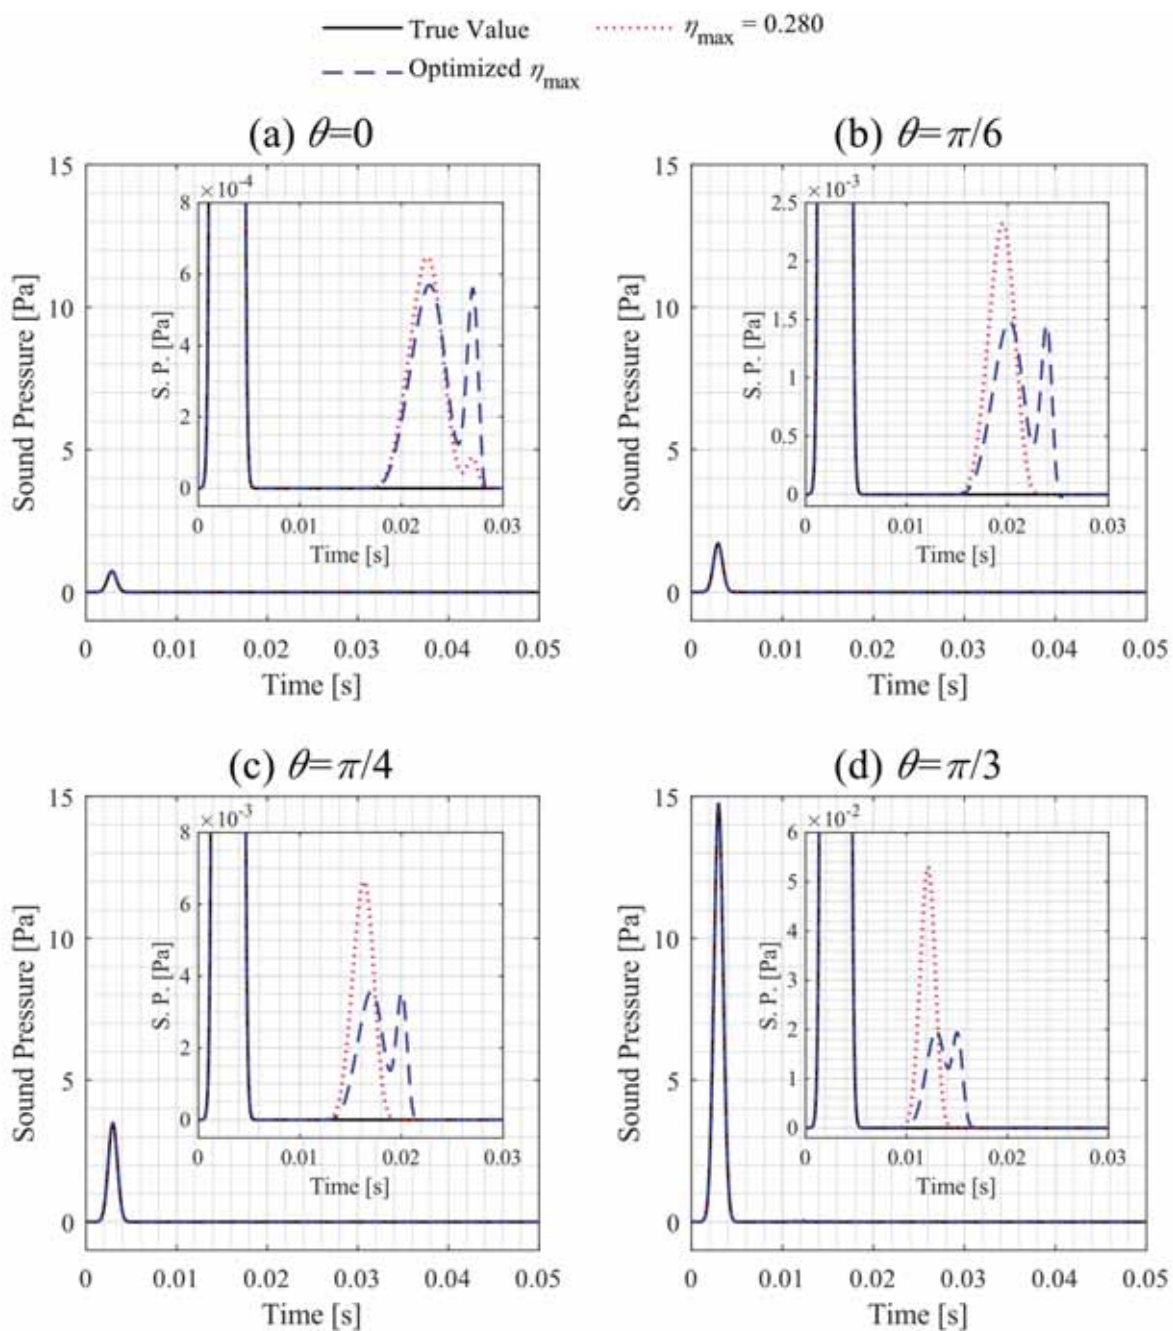 True Value
η_max = 0.280
Optimized η_max
(a) θ=0
15
10
5
0
Sound Pressure [Pa]
0 0.01 0.02 0.03 0.04 0.05
Time [s]
×10^-4
8
6
4
2
0
S. P. [Pa]
0 0.01 0.02 0.03
Time [s]
(b) θ=π/6
15
10
5
0
Sound Pressure [Pa]
0 0.01 0.02 0.03 0.04 0.05
Time [s]
×10^-3
2.5
2
1.5
1
0.5
0
S. P. [Pa]
0 0.01 0.02 0.03
Time [s]
(c) θ=π/4
15
10
5
0
Sound Pressure [Pa]
0 0.01 0.02 0.03 0.04 0.05
Time [s]
×10^-3
8
6
4
2
0
S. P. [Pa]
0 0.01 0.02 0.03
Time [s]
(d) θ=π/3
15
10
5
0
Sound Pressure [Pa]
0 0.01 0.02 0.03 0.04 0.05
Time [s]
×10^-2
6
5
4
3
2
1
0
S. P. [Pa]
0 0.01 0.02 0.03
Time [s]